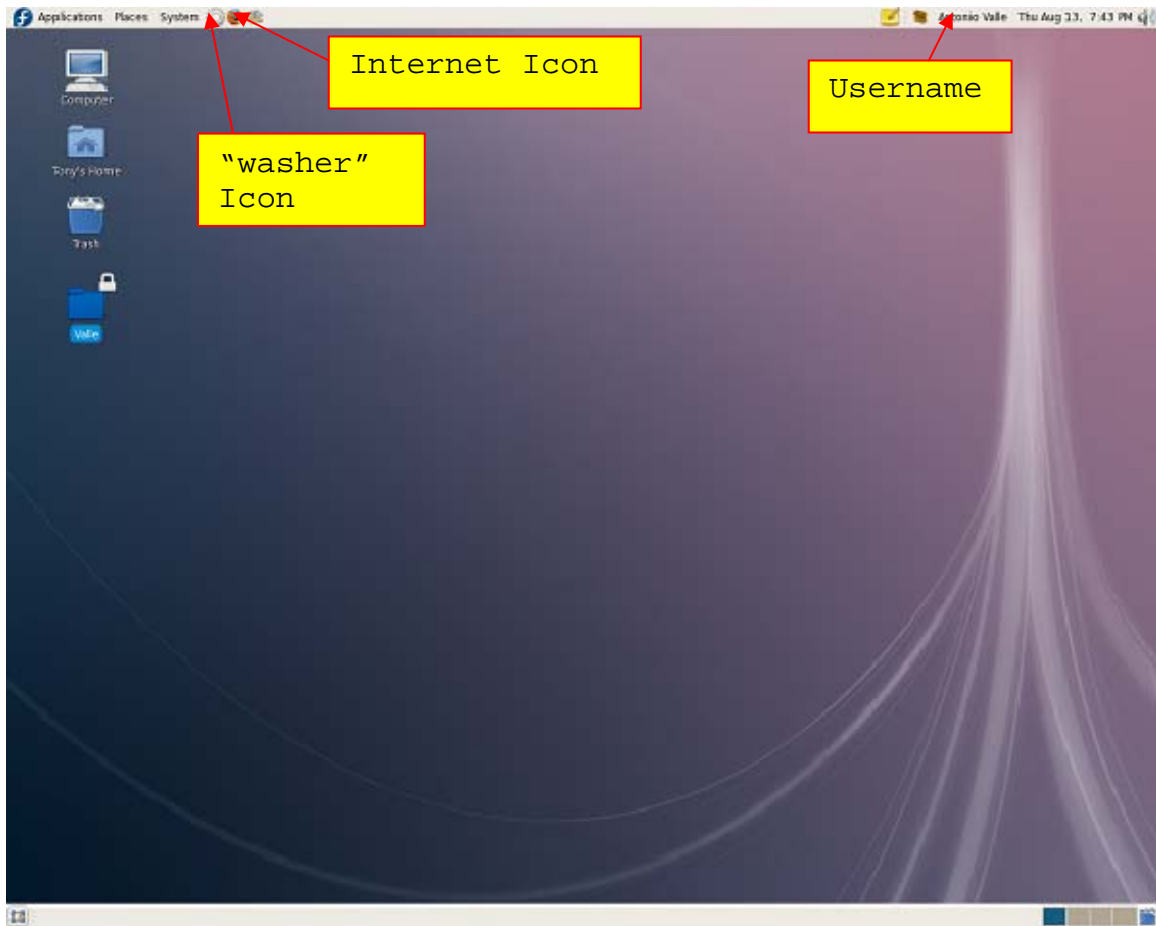 Applications Places System
Antonio Valle Thu Aug 13, 7:43 PM
Internet Icon
Username
“washer”
Icon
Computer
Tony's Home
Trash
Valle